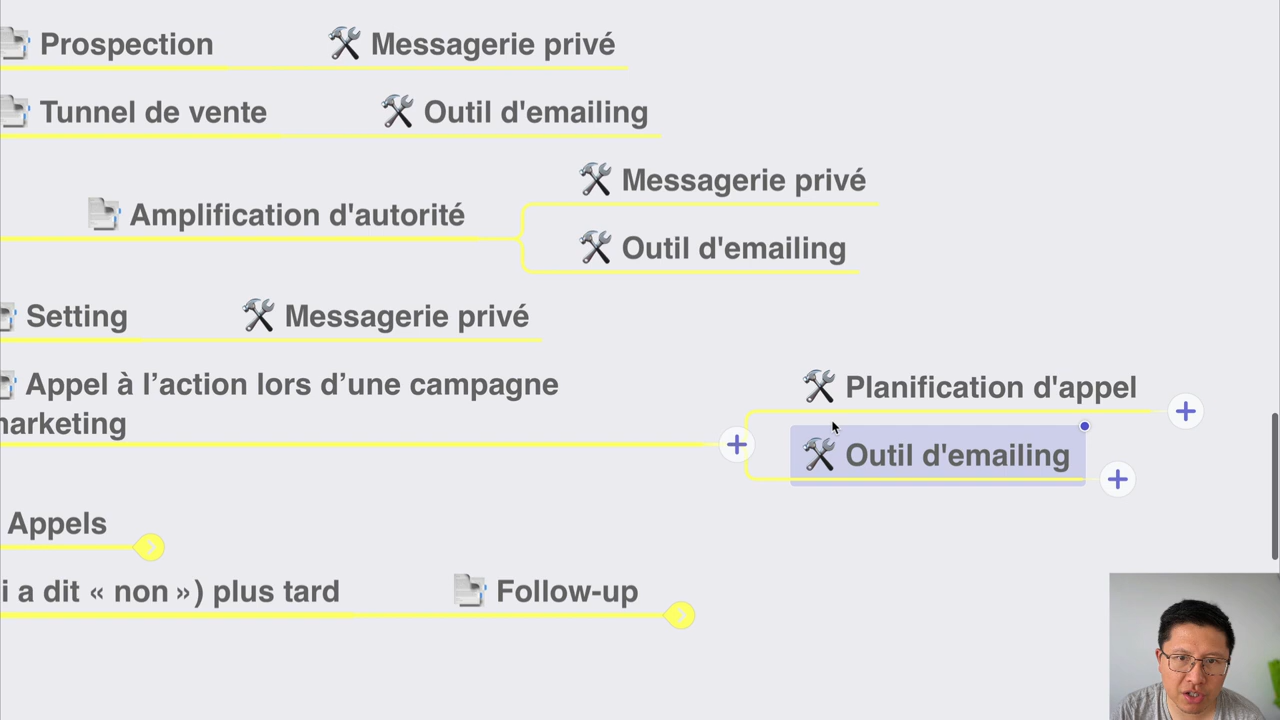 Prospection
Messagerie privé
Tunnel de vente
Outil d'emailing
Messagerie privé
Amplification d'autorité
Outil d'emailing
Setting
Messagerie privé
Appel à l’action lors d’une campagne
arketing
Planification d'appel
Outil d'emailing
Appels
i a dit « non ») plus tard
Follow-up